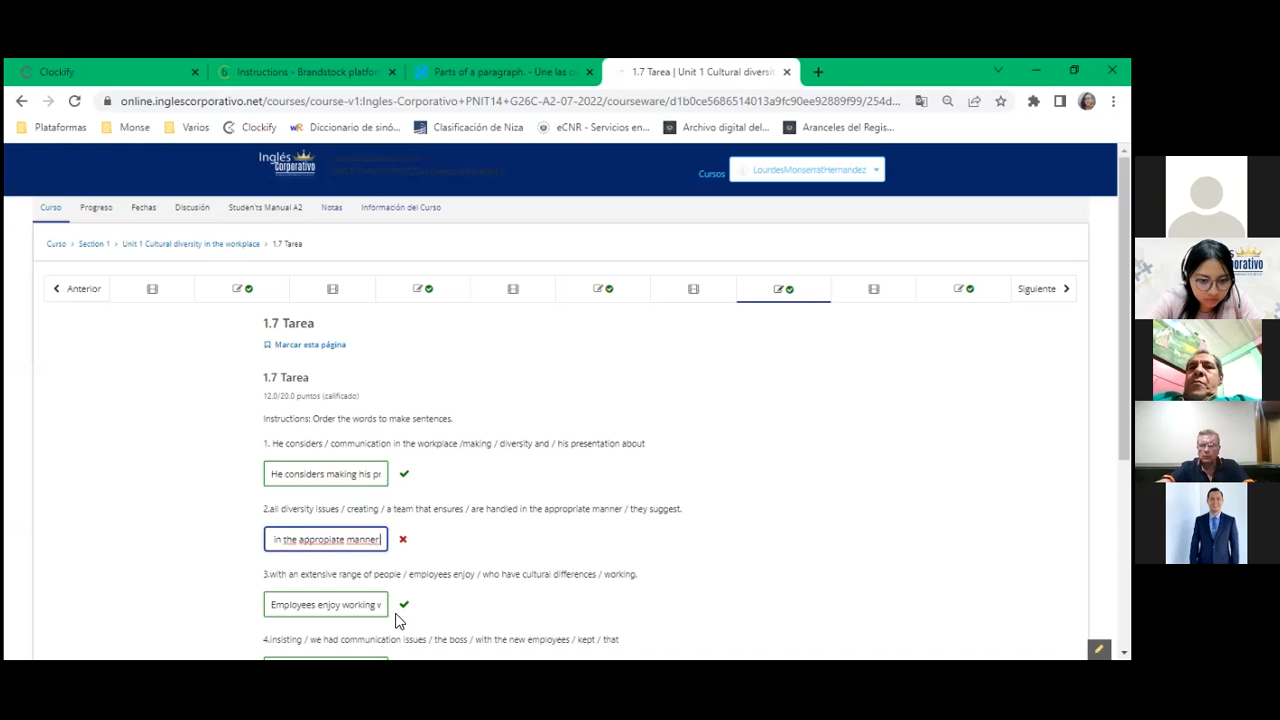 Clockify
Instructions - Brandstock platfor
Parts of a paragraph. - Une las ca
1.7 Tarea | Unit 1 Cultural diversit
online.inglescorporativo.net/courses/course-v1:Ingles-Corporativo+PNIT14+G26C-A2-07-2022/courseware/d1b0ce5686514013a9fc90ee92889f99/254d...
Plataformas Monse Varios Clockify Diccionario de sinó... Clasificación de Niza eCNR - Servicios en... Archivo digital del... Aranceles del Regis...
Inglés
Corporativo
Cursos
LourdesMonserratHernandez
Curso Progreso Fechas Discusión Studen'ts Manual A2 Notas Información del Curso
Curso > Section 1 > Unit 1 Cultural diversity in the workplace > 1.7 Tarea
Anterior
Siguiente
1.7 Tarea
Marcar esta página
1.7 Tarea
12.0/20.0 puntos (calificado)
Instructions: Order the words to make sentences.
1. He considers / communication in the workplace /making / diversity and / his presentation about
He considers making his pr
2.all diversity issues / creating / a team that ensures / are handled in the appropriate manner / they suggest.
in the appropiate manner
3.with an extensive range of people / employees enjoy / who have cultural differences / working.
Employees enjoy working w
4.insisting / we had communication issues / the boss / with the new employees / kept / that